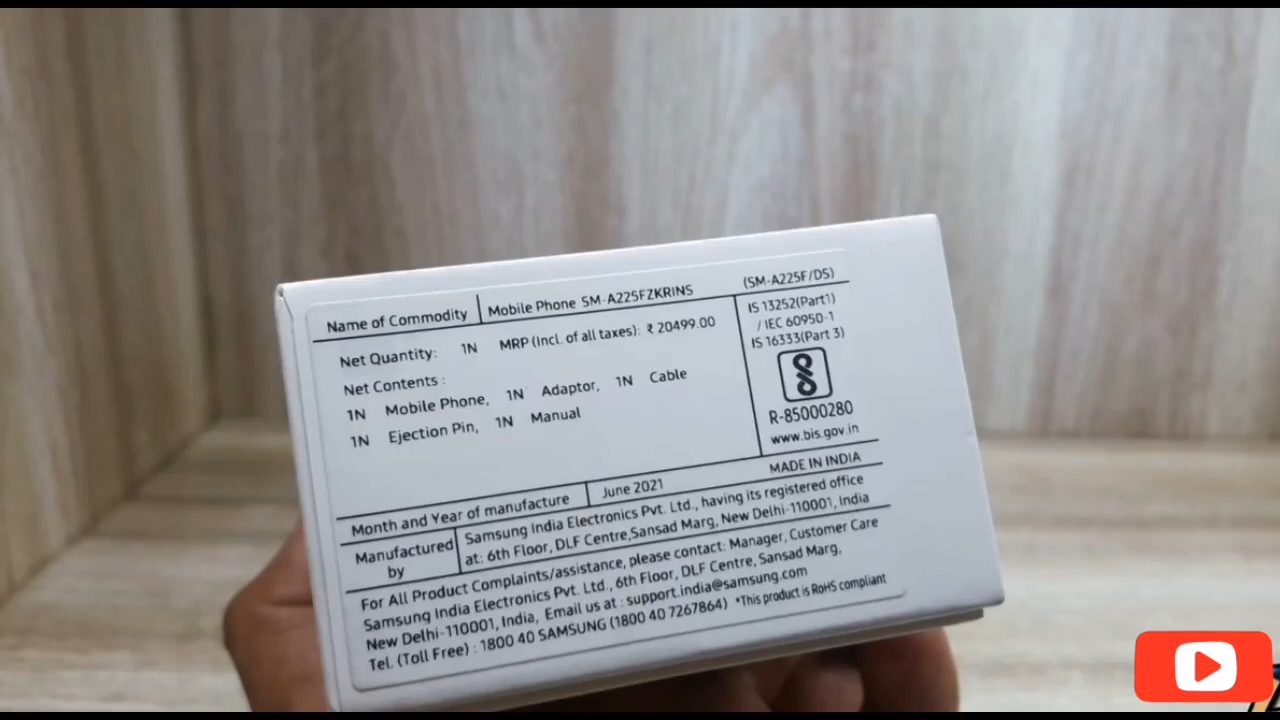 Name of Commodity Mobile Phone SM-A225FZKRINS (SM-A225F/DS)
Net Quantity: 1N MRP (Incl. of all taxes): ₹ 20499.00
Net Contents :
1N Mobile Phone, 1N Adaptor, 1N Cable
1N Ejection Pin, 1N Manual
IS 13252(Part1)
/ IEC 60950-1
IS 16333(Part 3)
R-85000280
www.bis.gov.in
MADE IN INDIA
Month and Year of manufacture June 2021
Manufactured
by
Samsung India Electronics Pvt. Ltd., having its registered office
at: 6th Floor, DLF Centre,Sansad Marg, New Delhi-110001, India
For All Product Complaints/assistance, please contact: Manager, Customer Care
Samsung India Electronics Pvt. Ltd., 6th Floor, DLF Centre, Sansad Marg,
New Delhi-110001, India, Email us at : support.india@samsung.com
Tel. (Toll Free) : 1800 40 SAMSUNG (1800 40 7267864) *This product is RoHS compliant